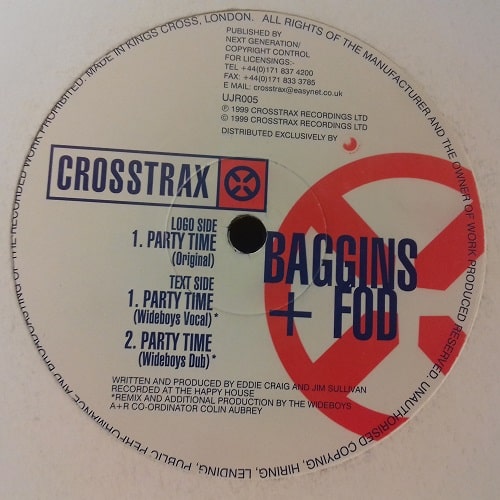 MADE IN KINGS CROSS, LONDON. ALL RIGHTS OF THE MANUFACTURER AND THE OWNER OF WORK PRODUCED RESERVED. UNAUTHORISED COPYING, HIRING, LENDING, PUBLIC PERFORMANCE AND BROADCASTING OF THE RECORDED WORK PROHIBITED.
PUBLISHED BY
NEXT GENERATION/
COPYRIGHT CONTROL
FOR LICENSINGS:-
TEL +44(0)171 837 4200
FAX: +44(0)171 833 3785
E MAIL: crosstrax@easynet.co.uk
UJR005
℗ 1999 CROSSTRAX RECORDINGS LTD
© 1999 CROSSTRAX RECORDINGS LTD
DISTRIBUTED EXCLUSIVELY BY
CROSSTRAX
LOGO SIDE
1. PARTY TIME
(Original)
TEXT SIDE
1. PARTY TIME
(Wideboys Vocal)*
2. PARTY TIME
(Wideboys Dub)*
BAGGINS
+ FOD
WRITTEN AND PRODUCED BY EDDIE CRAIG AND JIM SULLIVAN
RECORDED AT THE HAPPY HOUSE
*REMIX AND ADDITIONAL PRODUCTION BY THE WIDEBOYS
A+R CO-ORDINATOR COLIN AUBREY